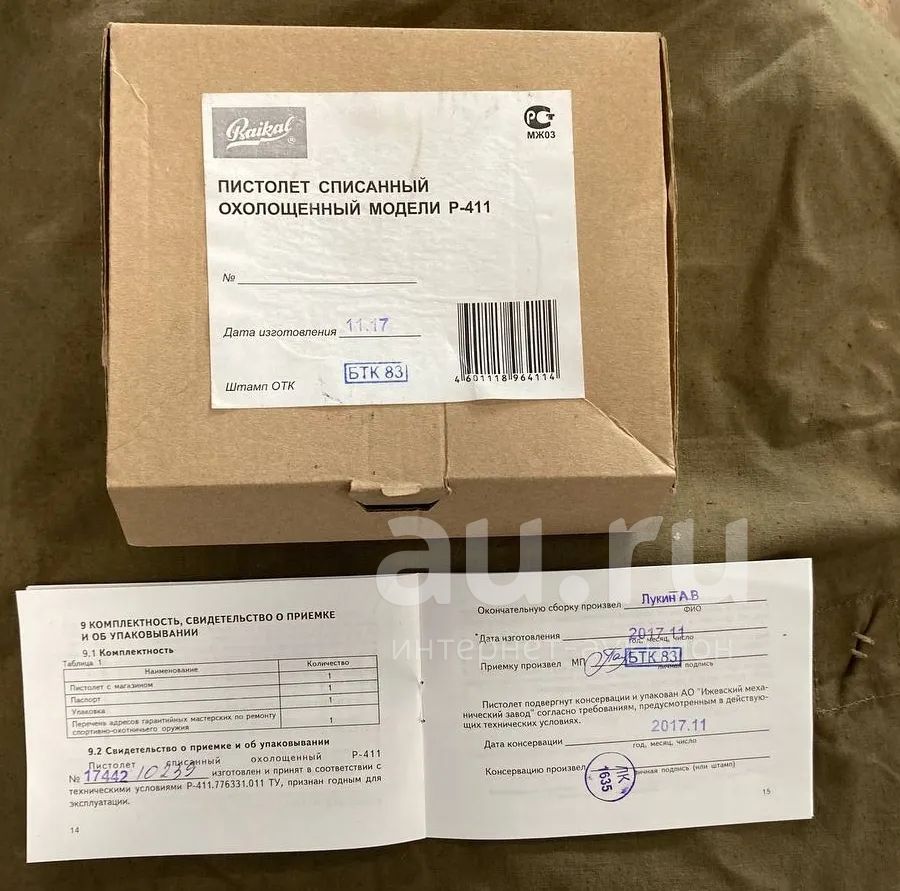 Baikal
®
РСТ
МЖ03
ПИСТОЛЕТ СПИСАННЫЙ
ОХОЛОЩЕННЫЙ МОДЕЛИ Р-411
№
Дата изготовления 11.17
Штамп ОТК БТК 83
4 601118 964114
au.ru
интернет-аукцион
9 КОМПЛЕКТНОСТЬ, СВИДЕТЕЛЬСТВО О ПРИЕМКЕ
И ОБ УПАКОВЫВАНИИ
9.1 Комплектность
Таблица 1
Наименование Количество
Пистолет с магазином 1
Паспорт 1
Упаковка 1
Перечень адресов гарантийных мастерских по ремонту
спортивно-охотничьего оружия 1
9.2 Свидетельство о приемке и об упаковывании
Пистолет списанный охолощенный Р-411
№ 17442 10239 изготовлен и принят в соответствии с
техническими условиями Р-411.776331.011 ТУ, признан годным для
эксплуатации.
14
Окончательную сборку произвел Лукин А.В
ФИО
Дата изготовления 2017.11
год, месяц, число
Приемку произвел МП БТК 83
личная подпись
Пистолет подвергнут консервации и упакован АО "Ижевский меха-
нический завод" согласно требованиям, предусмотренным в действую-
щих технических условиях.
Дата консервации 2017.11
год, месяц, число
Консервацию произвел ПК 1635
личная подпись (или штамп)
15